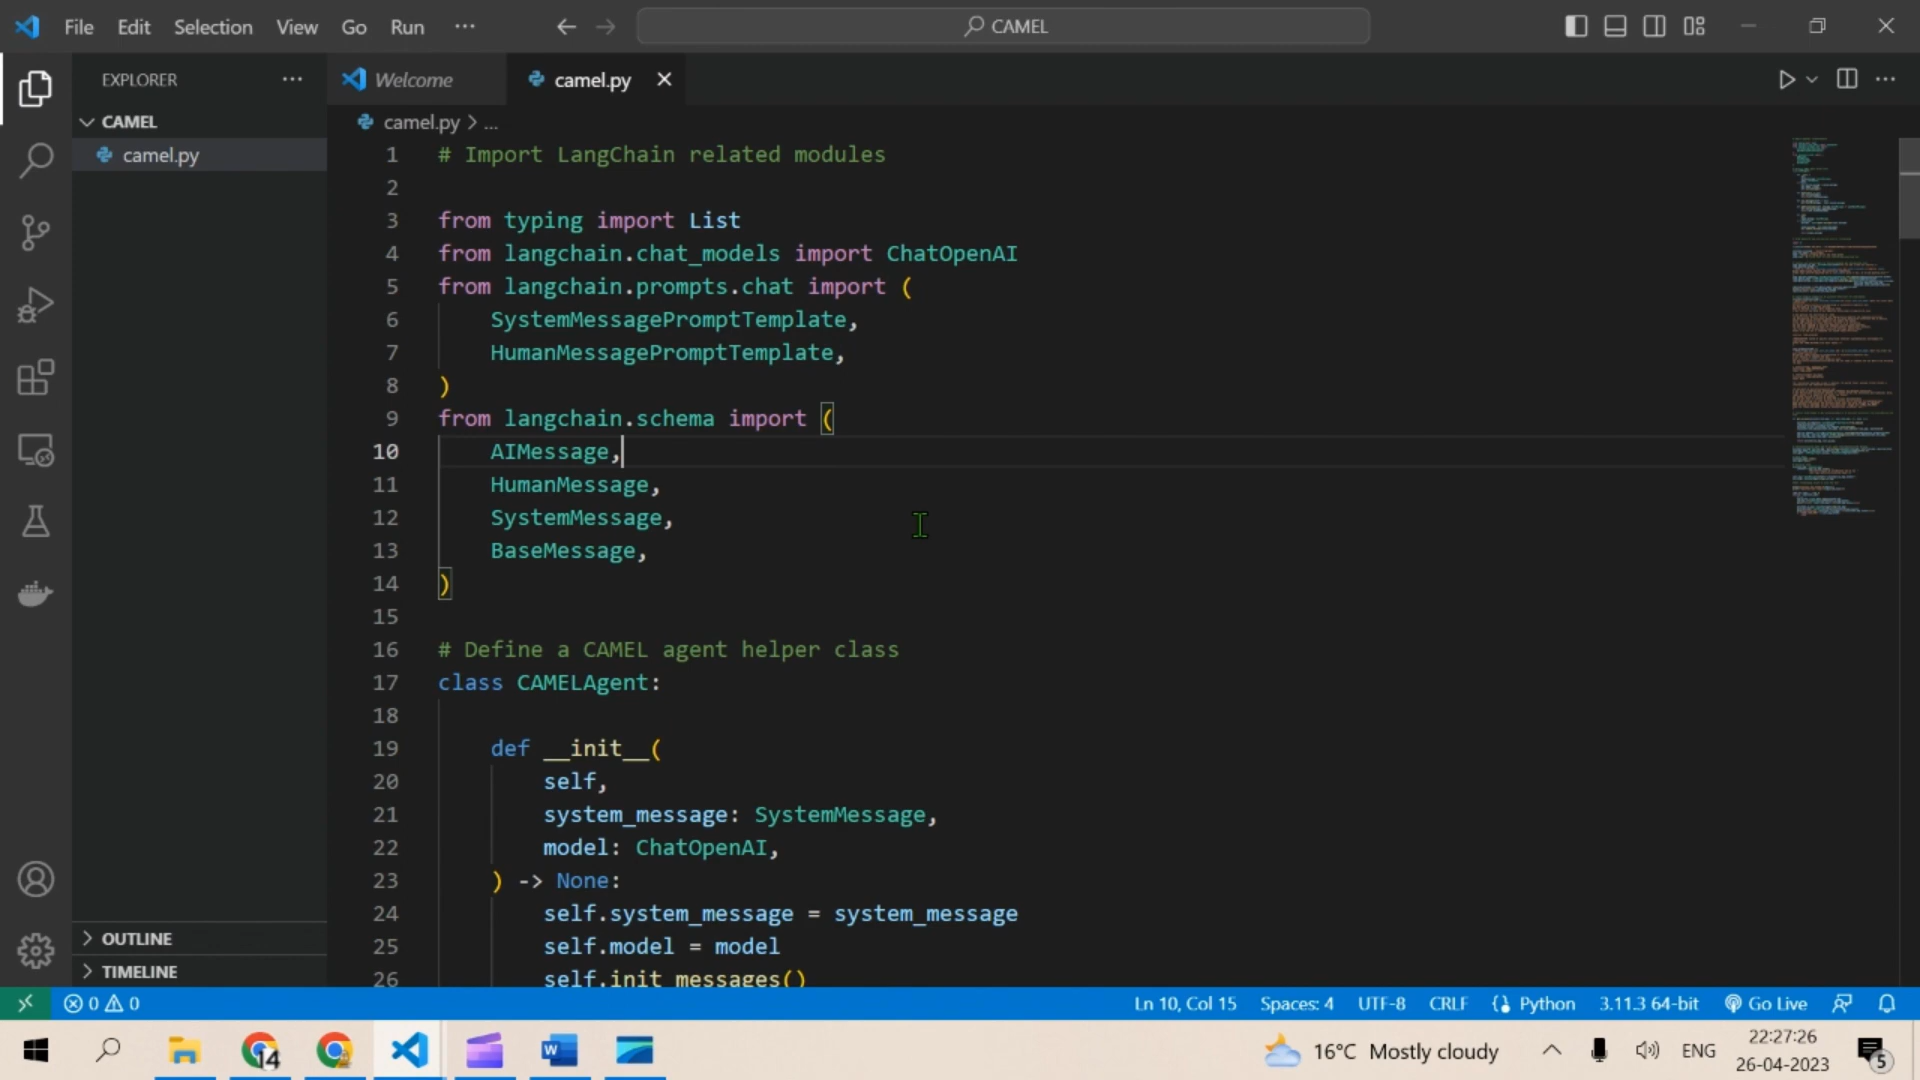 File Edit Selection View Go Run ··· CAMEL
EXPLORER ··· Welcome camel.py
CAMEL
camel.py
camel.py > ...
1 # Import LangChain related modules
2
3 from typing import List
4 from langchain.chat_models import ChatOpenAI
5 from langchain.prompts.chat import (
6 SystemMessagePromptTemplate,
7 HumanMessagePromptTemplate,
8 )
9 from langchain.schema import (
10 AIMessage,
11 HumanMessage,
12 SystemMessage,
13 BaseMessage,
14 )
15
16 # Define a CAMEL agent helper class
17 class CAMELAgent:
18
19 def __init__(
20 self,
21 system_message: SystemMessage,
22 model: ChatOpenAI,
23 ) -> None:
24 self.system_message = system_message
25 self.model = model
26 self.init_messages()
OUTLINE
TIMELINE
0 0 Ln 10, Col 15 Spaces: 4 UTF-8 CRLF Python 3.11.3 64-bit Go Live
14 W 16°C Mostly cloudy ENG 22:27:26
26-04-2023 5